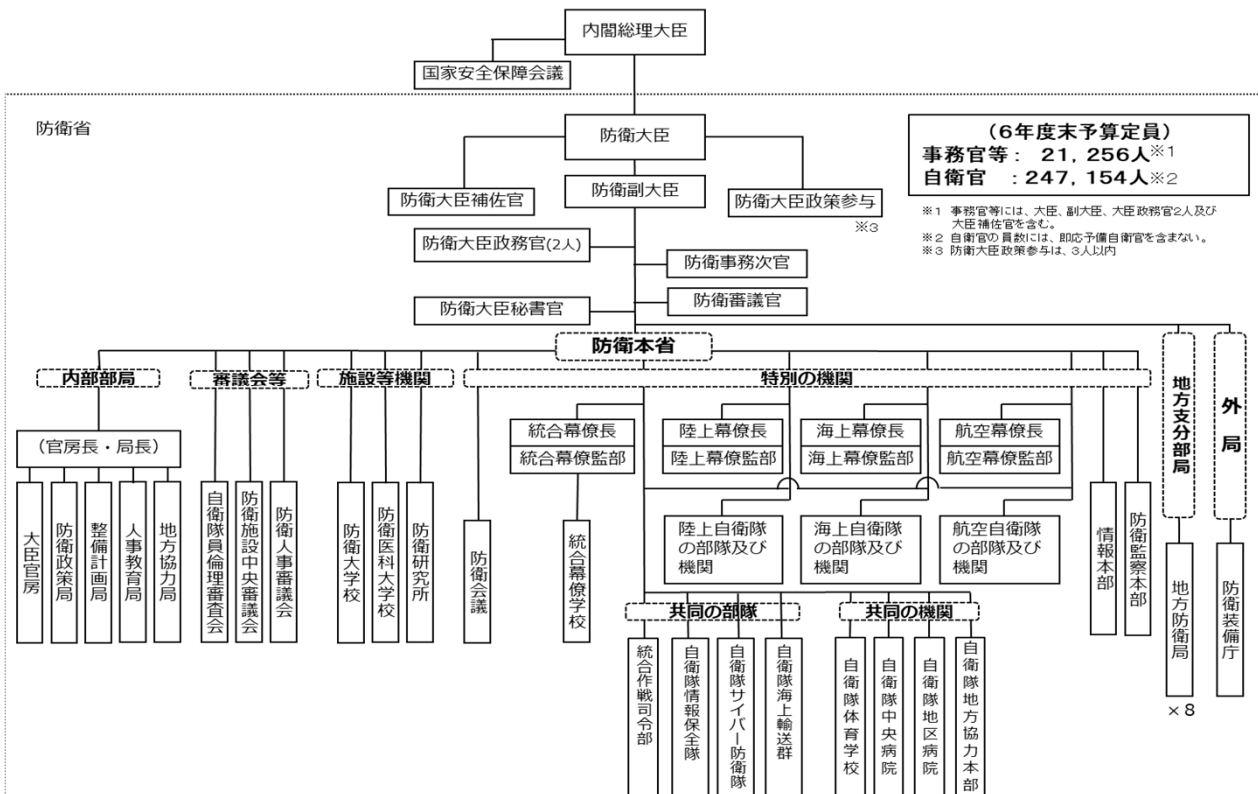 内閣総理大臣
国家安全保障会議
防衛省
防衛大臣
(6年度末予算定員)
事務官等： 21,256人※1
自衛官 ：247,154人※2
※1 事務官等には、大臣、副大臣、大臣政務官2人及び
大臣補佐官を含む。
※2 自衛官の員数には、即応予備自衛官を含まない。
※3 防衛大臣政策参与は、3人以内
防衛大臣補佐官
防衛副大臣
防衛大臣政策参与
※3
防衛大臣政務官(2人)
防衛事務次官
防衛大臣秘書官
防衛審議官
防衛本省
内部部局
審議会等
施設等機関
特別の機関
地方支分部局
外局
(官房長・局長)
統合幕僚長
統合幕僚監部
陸上幕僚長
陸上幕僚監部
海上幕僚長
海上幕僚監部
航空幕僚長
航空幕僚監部
大臣官房
防衛政策局
整備計画局
人事教育局
地方協力局
自衛隊員倫理審査会
防衛施設中央審議会
防衛人事審議会
防衛大学校
防衛医科大学校
防衛研究所
防衛会議
統合幕僚学校
陸上自衛隊
の部隊及び
機関
海上自衛隊
の部隊及び
機関
航空自衛隊
の部隊及び
機関
情報本部
防衛監察本部
地方防衛局
×8
防衛装備庁
共同の部隊
共同の機関
統合作戦司令部
自衛隊情報保全隊
自衛隊サイバー防衛隊
自衛隊海上輸送群
自衛隊体育学校
自衛隊中央病院
自衛隊地区病院
自衛隊地方協力本部